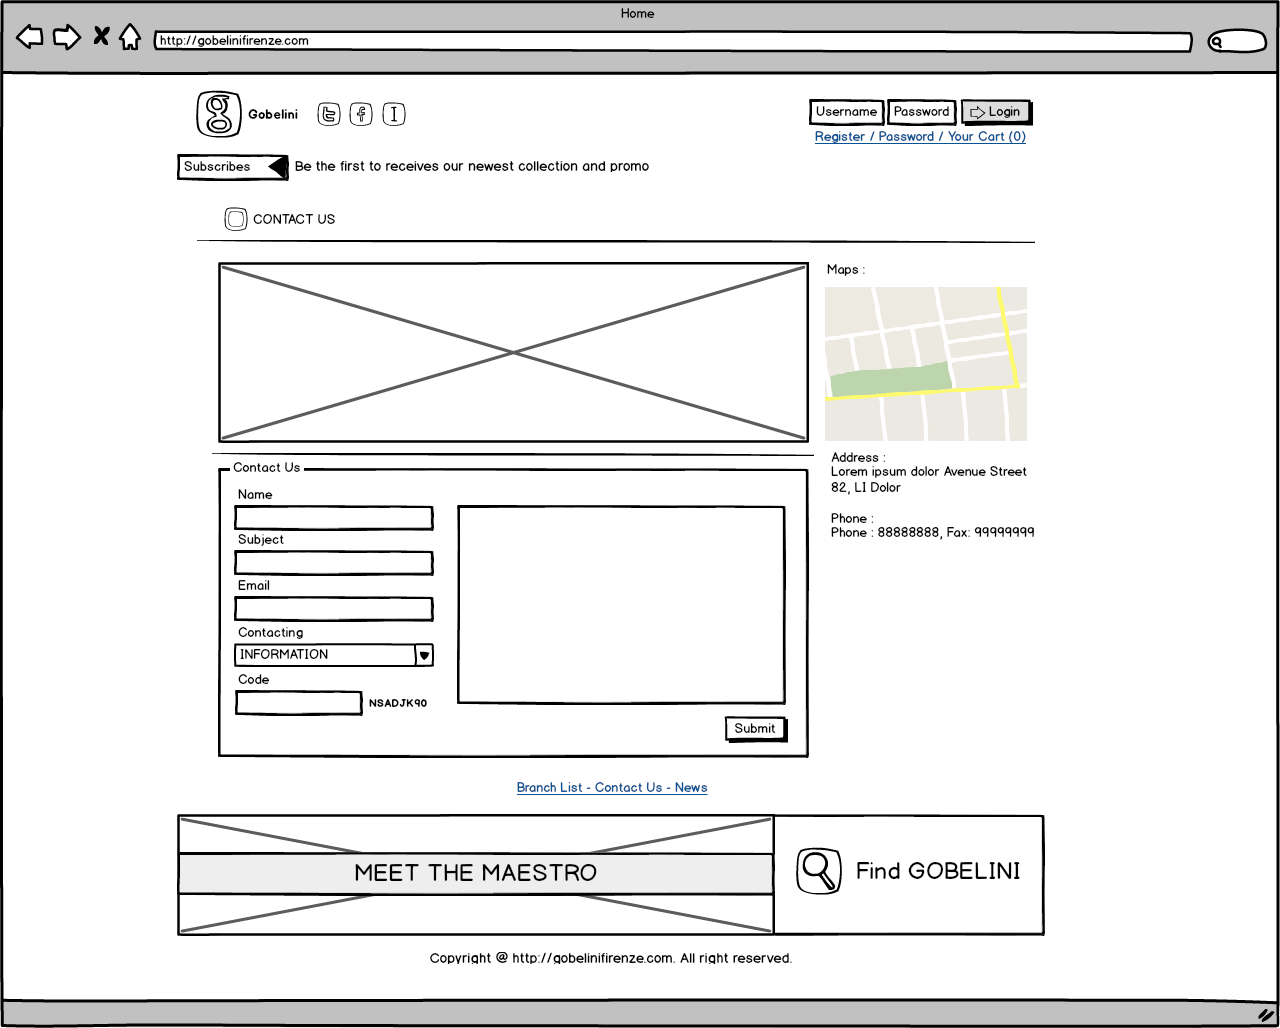 Home
http://gobelinifirenze.com
g
Gobelini
t f I
Username Password Login
Register / Password / Your Cart (0)
Subscribes
Be the first to receives our newest collection and promo
CONTACT US
Maps :
Address :
Lorem ipsum dolor Avenue Street
82, LI Dolor
Phone :
Phone : 88888888, Fax: 99999999
Contact Us
Name
Subject
Email
Contacting
INFORMATION
Code
NSADJK90
Submit
Branch List - Contact Us - News
MEET THE MAESTRO
Find GOBELINI
Copyright @ http://gobelinifirenze.com. All right reserved.